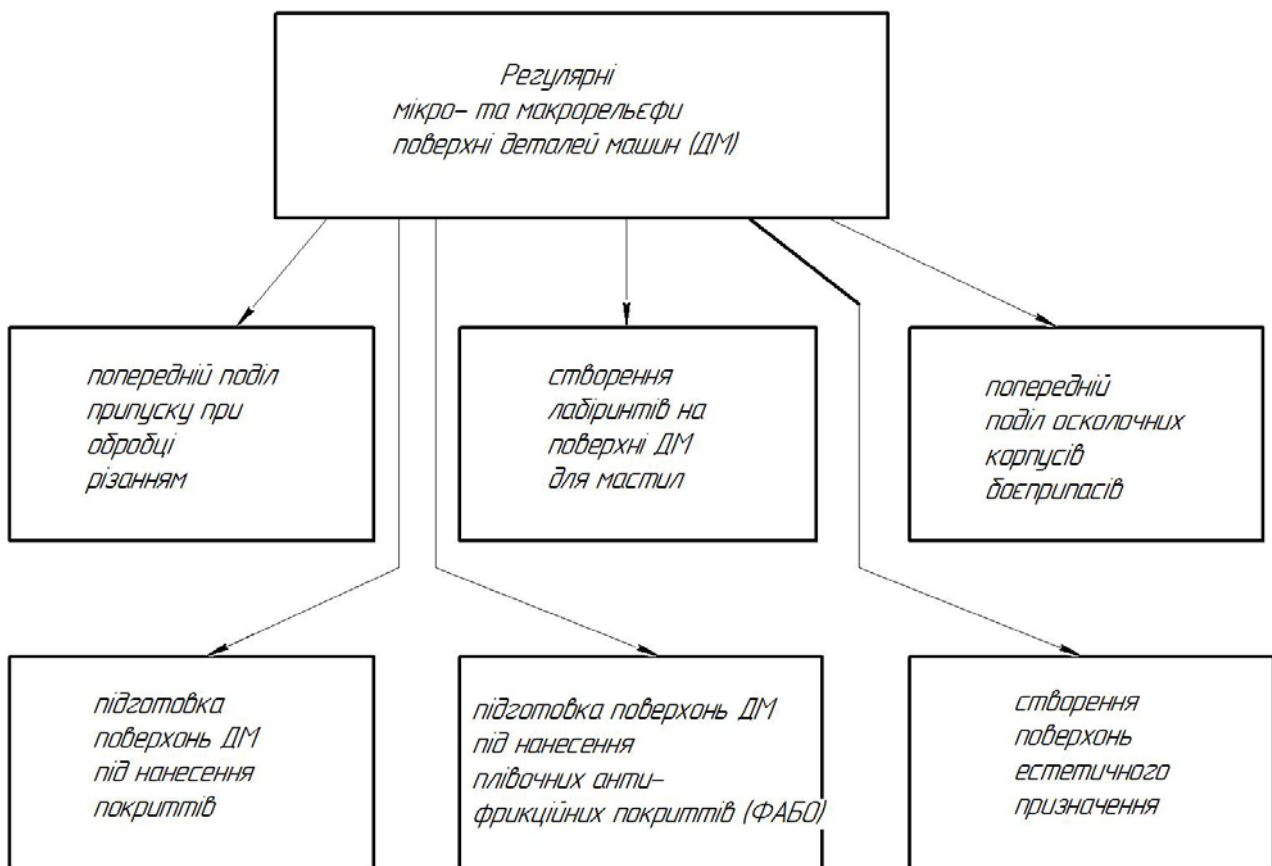 Регулярні
мікро- та макрорельєфи
поверхні деталей машин (ДМ)
попередній поділ
припуску при
обробці
різанням
створення
лабіринтів на
поверхні ДМ
для мастил
попередній
поділ осколочних
корпусів
боєприпасів
підготовка
поверхонь ДМ
під нанесення
покриттів
підготовка поверхонь ДМ
під нанесення
плівочних анти-
фрикційних покриттів (ФАБО)
створення
поверхонь
естетичного
призначення